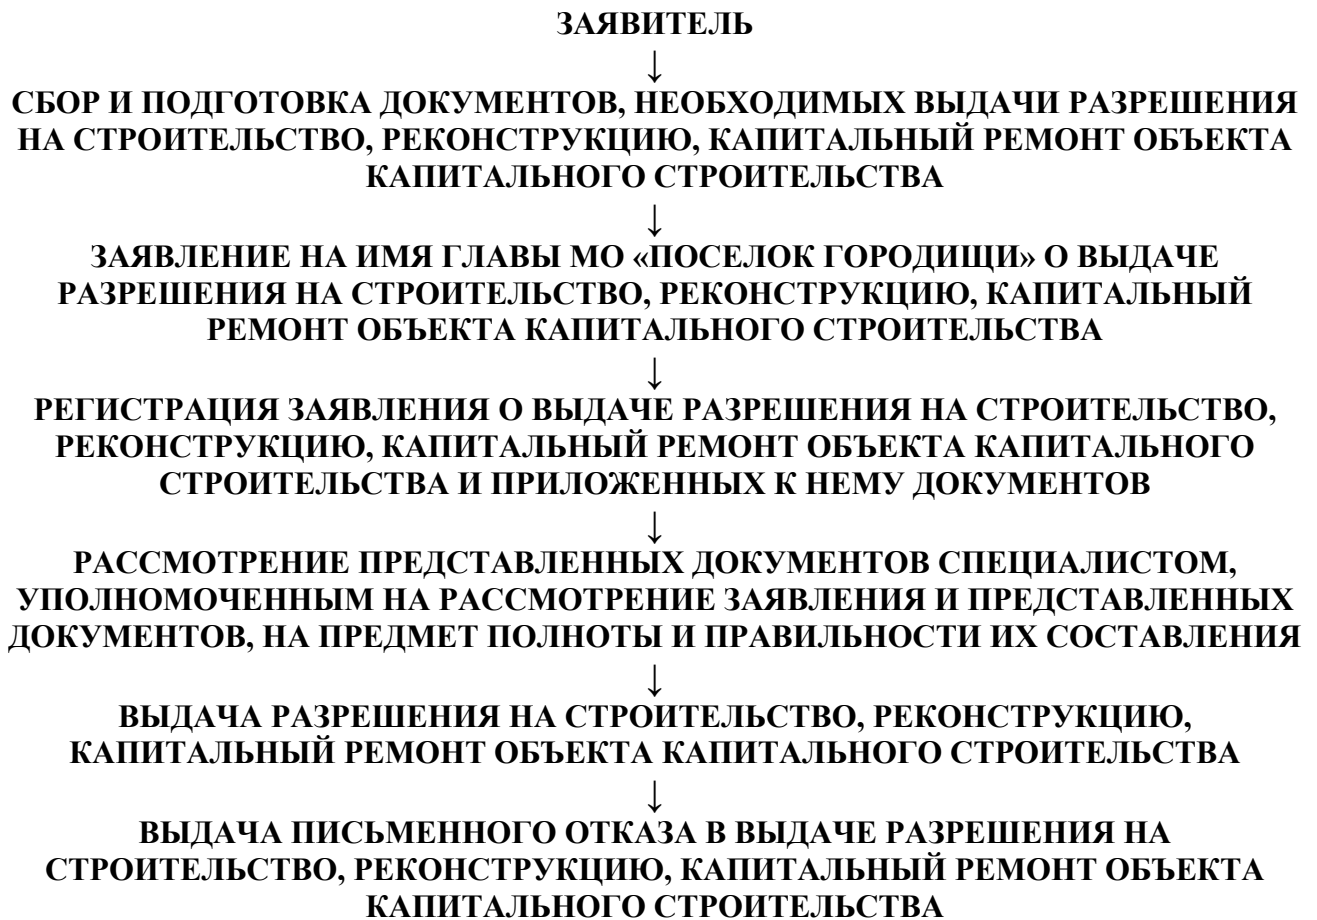 ЗАЯВИТЕЛЬ
↓
СБОР И ПОДГОТОВКА ДОКУМЕНТОВ, НЕОБХОДИМЫХ ВЫДАЧИ РАЗРЕШЕНИЯ
НА СТРОИТЕЛЬСТВО, РЕКОНСТРУКЦИЮ, КАПИТАЛЬНЫЙ РЕМОНТ ОБЪЕКТА
КАПИТАЛЬНОГО СТРОИТЕЛЬСТВА
↓
ЗАЯВЛЕНИЕ НА ИМЯ ГЛАВЫ МО «ПОСЕЛОК ГОРОДИЩИ» О ВЫДАЧЕ
РАЗРЕШЕНИЯ НА СТРОИТЕЛЬСТВО, РЕКОНСТРУКЦИЮ, КАПИТАЛЬНЫЙ
РЕМОНТ ОБЪЕКТА КАПИТАЛЬНОГО СТРОИТЕЛЬСТВА
↓
РЕГИСТРАЦИЯ ЗАЯВЛЕНИЯ О ВЫДАЧЕ РАЗРЕШЕНИЯ НА СТРОИТЕЛЬСТВО,
РЕКОНСТРУКЦИЮ, КАПИТАЛЬНЫЙ РЕМОНТ ОБЪЕКТА КАПИТАЛЬНОГО
СТРОИТЕЛЬСТВА И ПРИЛОЖЕННЫХ К НЕМУ ДОКУМЕНТОВ
↓
РАССМОТРЕНИЕ ПРЕДСТАВЛЕННЫХ ДОКУМЕНТОВ СПЕЦИАЛИСТОМ,
УПОЛНОМОЧЕННЫМ НА РАССМОТРЕНИЕ ЗАЯВЛЕНИЯ И ПРЕДСТАВЛЕННЫХ
ДОКУМЕНТОВ, НА ПРЕДМЕТ ПОЛНОТЫ И ПРАВИЛЬНОСТИ ИХ СОСТАВЛЕНИЯ
↓
ВЫДАЧА РАЗРЕШЕНИЯ НА СТРОИТЕЛЬСТВО, РЕКОНСТРУКЦИЮ,
КАПИТАЛЬНЫЙ РЕМОНТ ОБЪЕКТА КАПИТАЛЬНОГО СТРОИТЕЛЬСТВА
↓
ВЫДАЧА ПИСЬМЕННОГО ОТКАЗА В ВЫДАЧЕ РАЗРЕШЕНИЯ НА
СТРОИТЕЛЬСТВО, РЕКОНСТРУКЦИЮ, КАПИТАЛЬНЫЙ РЕМОНТ ОБЪЕКТА
КАПИТАЛЬНОГО СТРОИТЕЛЬСТВА